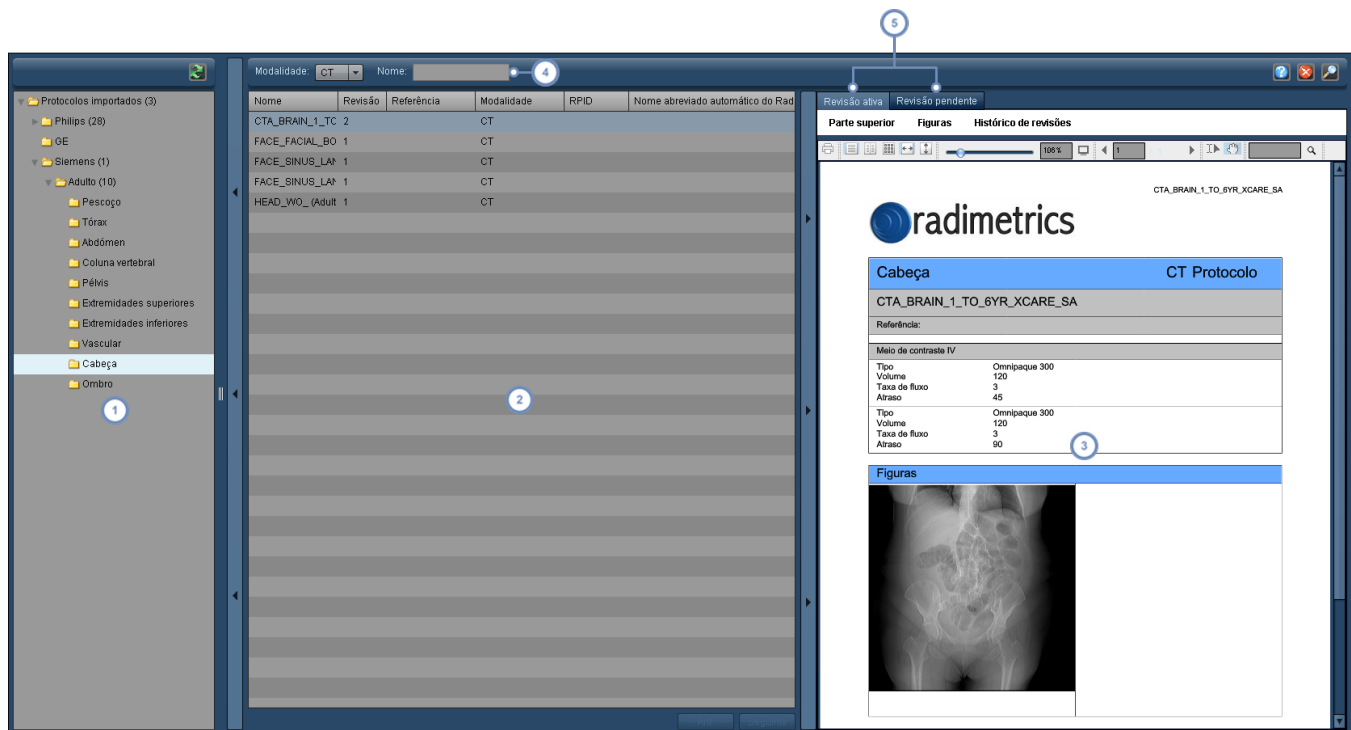 5
Modalidade: CT Nome: 4
Protocolos importados (3)
Philips (28)
GE
Siemens (1)
Adulto (10)
Pescoço
Tórax
Abdómen
Coluna vertebral
Pélvis
Extremidades superiores
Extremidades inferiores
Vascular
Cabeça
Ombro
1
Nome Revisão Referência Modalidade RPID Nome abreviado automático do Rad
CTA_BRAIN_1_TC 2 CT
FACE_FACIAL_BO 1 CT
FACE_SINUS_LAN 1 CT
FACE_SINUS_LAN 1 CT
HEAD_WO_ (Adult 1 CT
2
Revisão ativa Revisão pendente
Parte superior Figuras Histórico de revisões
106% 1
CTA_BRAIN_1_TO_6YR_XCARE_SA
radimetrics
Cabeça CT Protocolo
CTA_BRAIN_1_TO_6YR_XCARE_SA
Referência:
Meio de contraste IV
Tipo Omnipaque 300
Volume 120
Taxa de fluxo 3
Atraso 45
Tipo Omnipaque 300
Volume 120
Taxa de fluxo 3
Atraso 90
3
Figuras